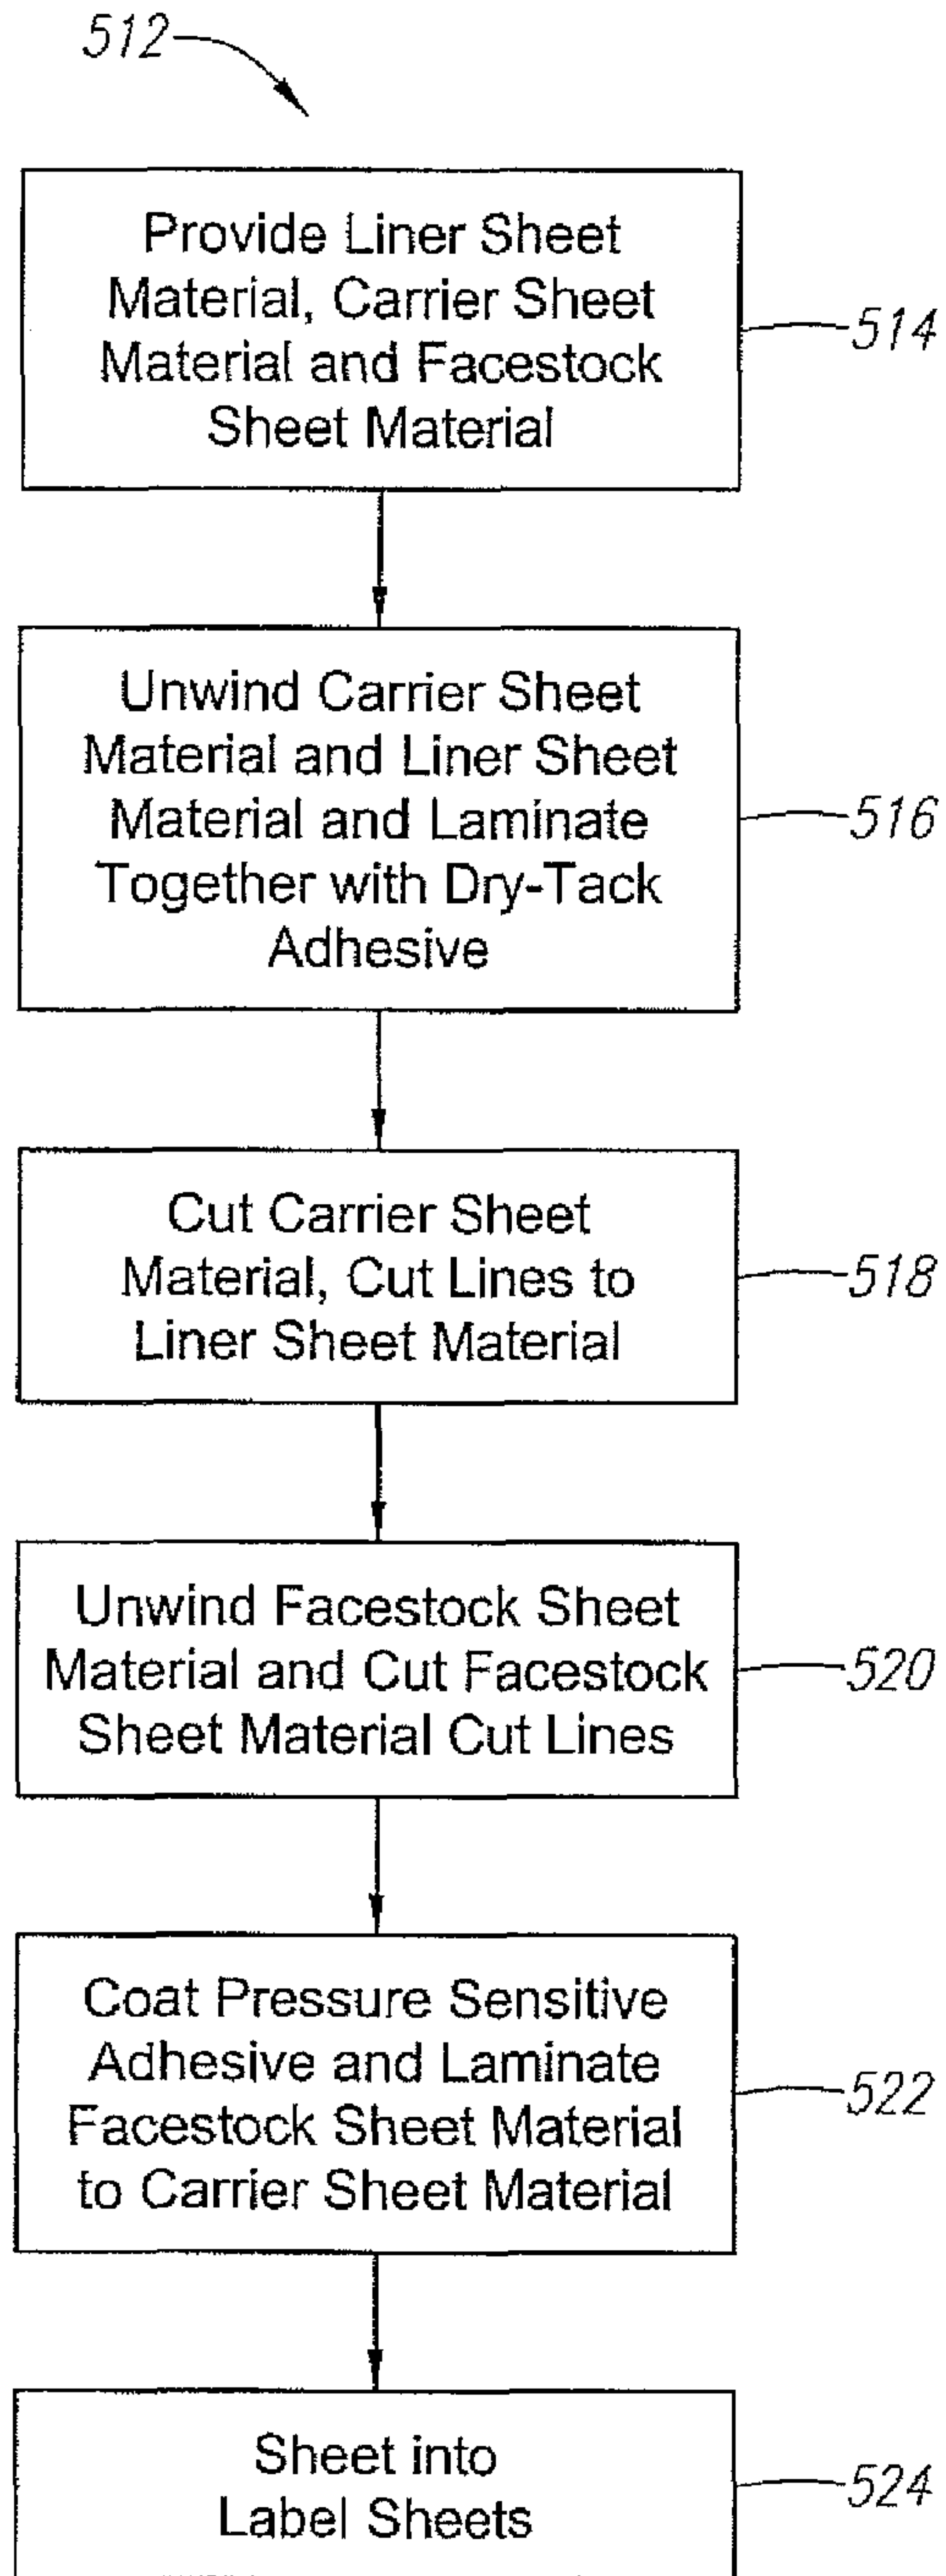 512
Provide Liner Sheet
Material, Carrier Sheet
Material and Facestock
Sheet Material
514
Unwind Carrier Sheet
Material and Liner Sheet
Material and Laminate
Together with Dry-Tack
Adhesive
516
Cut Carrier Sheet
Material, Cut Lines to
Liner Sheet Material
518
Unwind Facestock Sheet
Material and Cut Facestock
Sheet Material Cut Lines
520
Coat Pressure Sensitive
Adhesive and Laminate
Facestock Sheet Material
to Carrier Sheet Material
522
Sheet into
Label Sheets
524